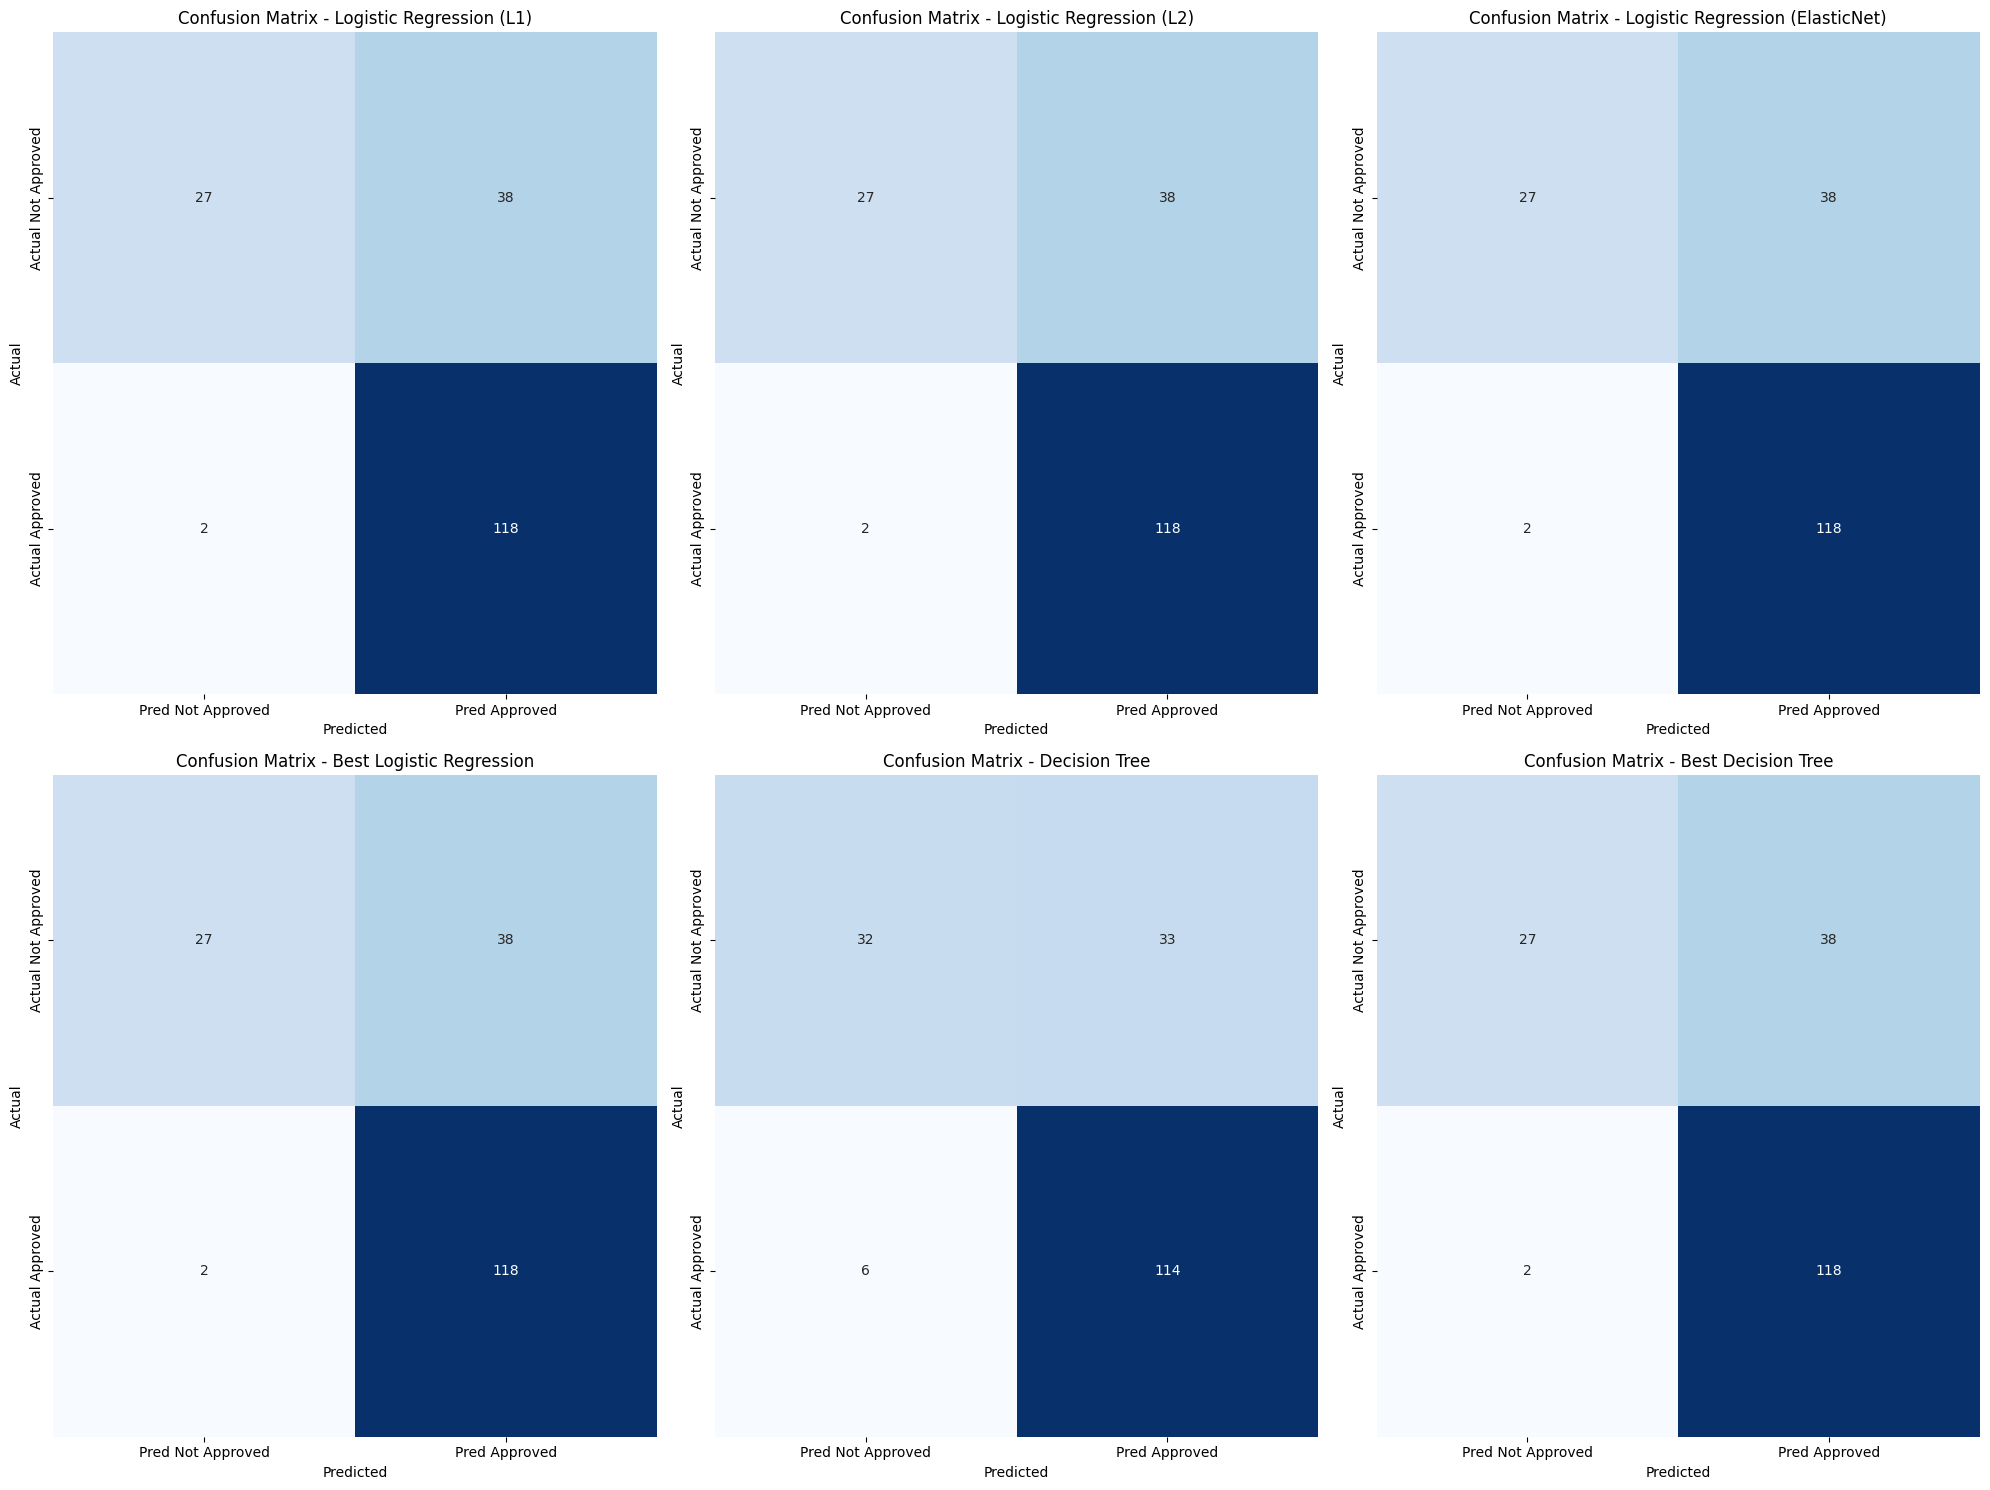 Confusion Matrix - Logistic Regression (L1)
Actual
Actual Not Approved
Actual Approved
27
38
2
118
Pred Not Approved
Pred Approved
Predicted
Confusion Matrix - Logistic Regression (L2)
Actual
Actual Not Approved
Actual Approved
27
38
2
118
Pred Not Approved
Pred Approved
Predicted
Confusion Matrix - Logistic Regression (ElasticNet)
Actual
Actual Not Approved
Actual Approved
27
38
2
118
Pred Not Approved
Pred Approved
Predicted
Confusion Matrix - Best Logistic Regression
Actual
Actual Not Approved
Actual Approved
27
38
2
118
Pred Not Approved
Pred Approved
Predicted
Confusion Matrix - Decision Tree
Actual
Actual Not Approved
Actual Approved
32
33
6
114
Pred Not Approved
Pred Approved
Predicted
Confusion Matrix - Best Decision Tree
Actual
Actual Not Approved
Actual Approved
27
38
2
118
Pred Not Approved
Pred Approved
Predicted